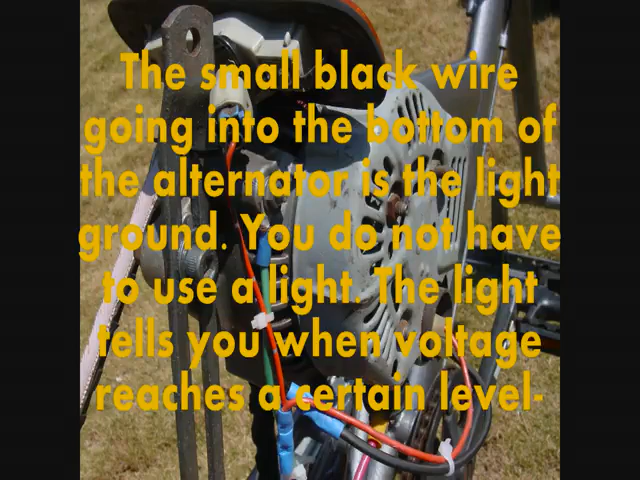 The small black wire
going into the bottom of
the alternator is the light
ground. You do not have
to use a light. The light
tells you when voltage
reaches a certain level-